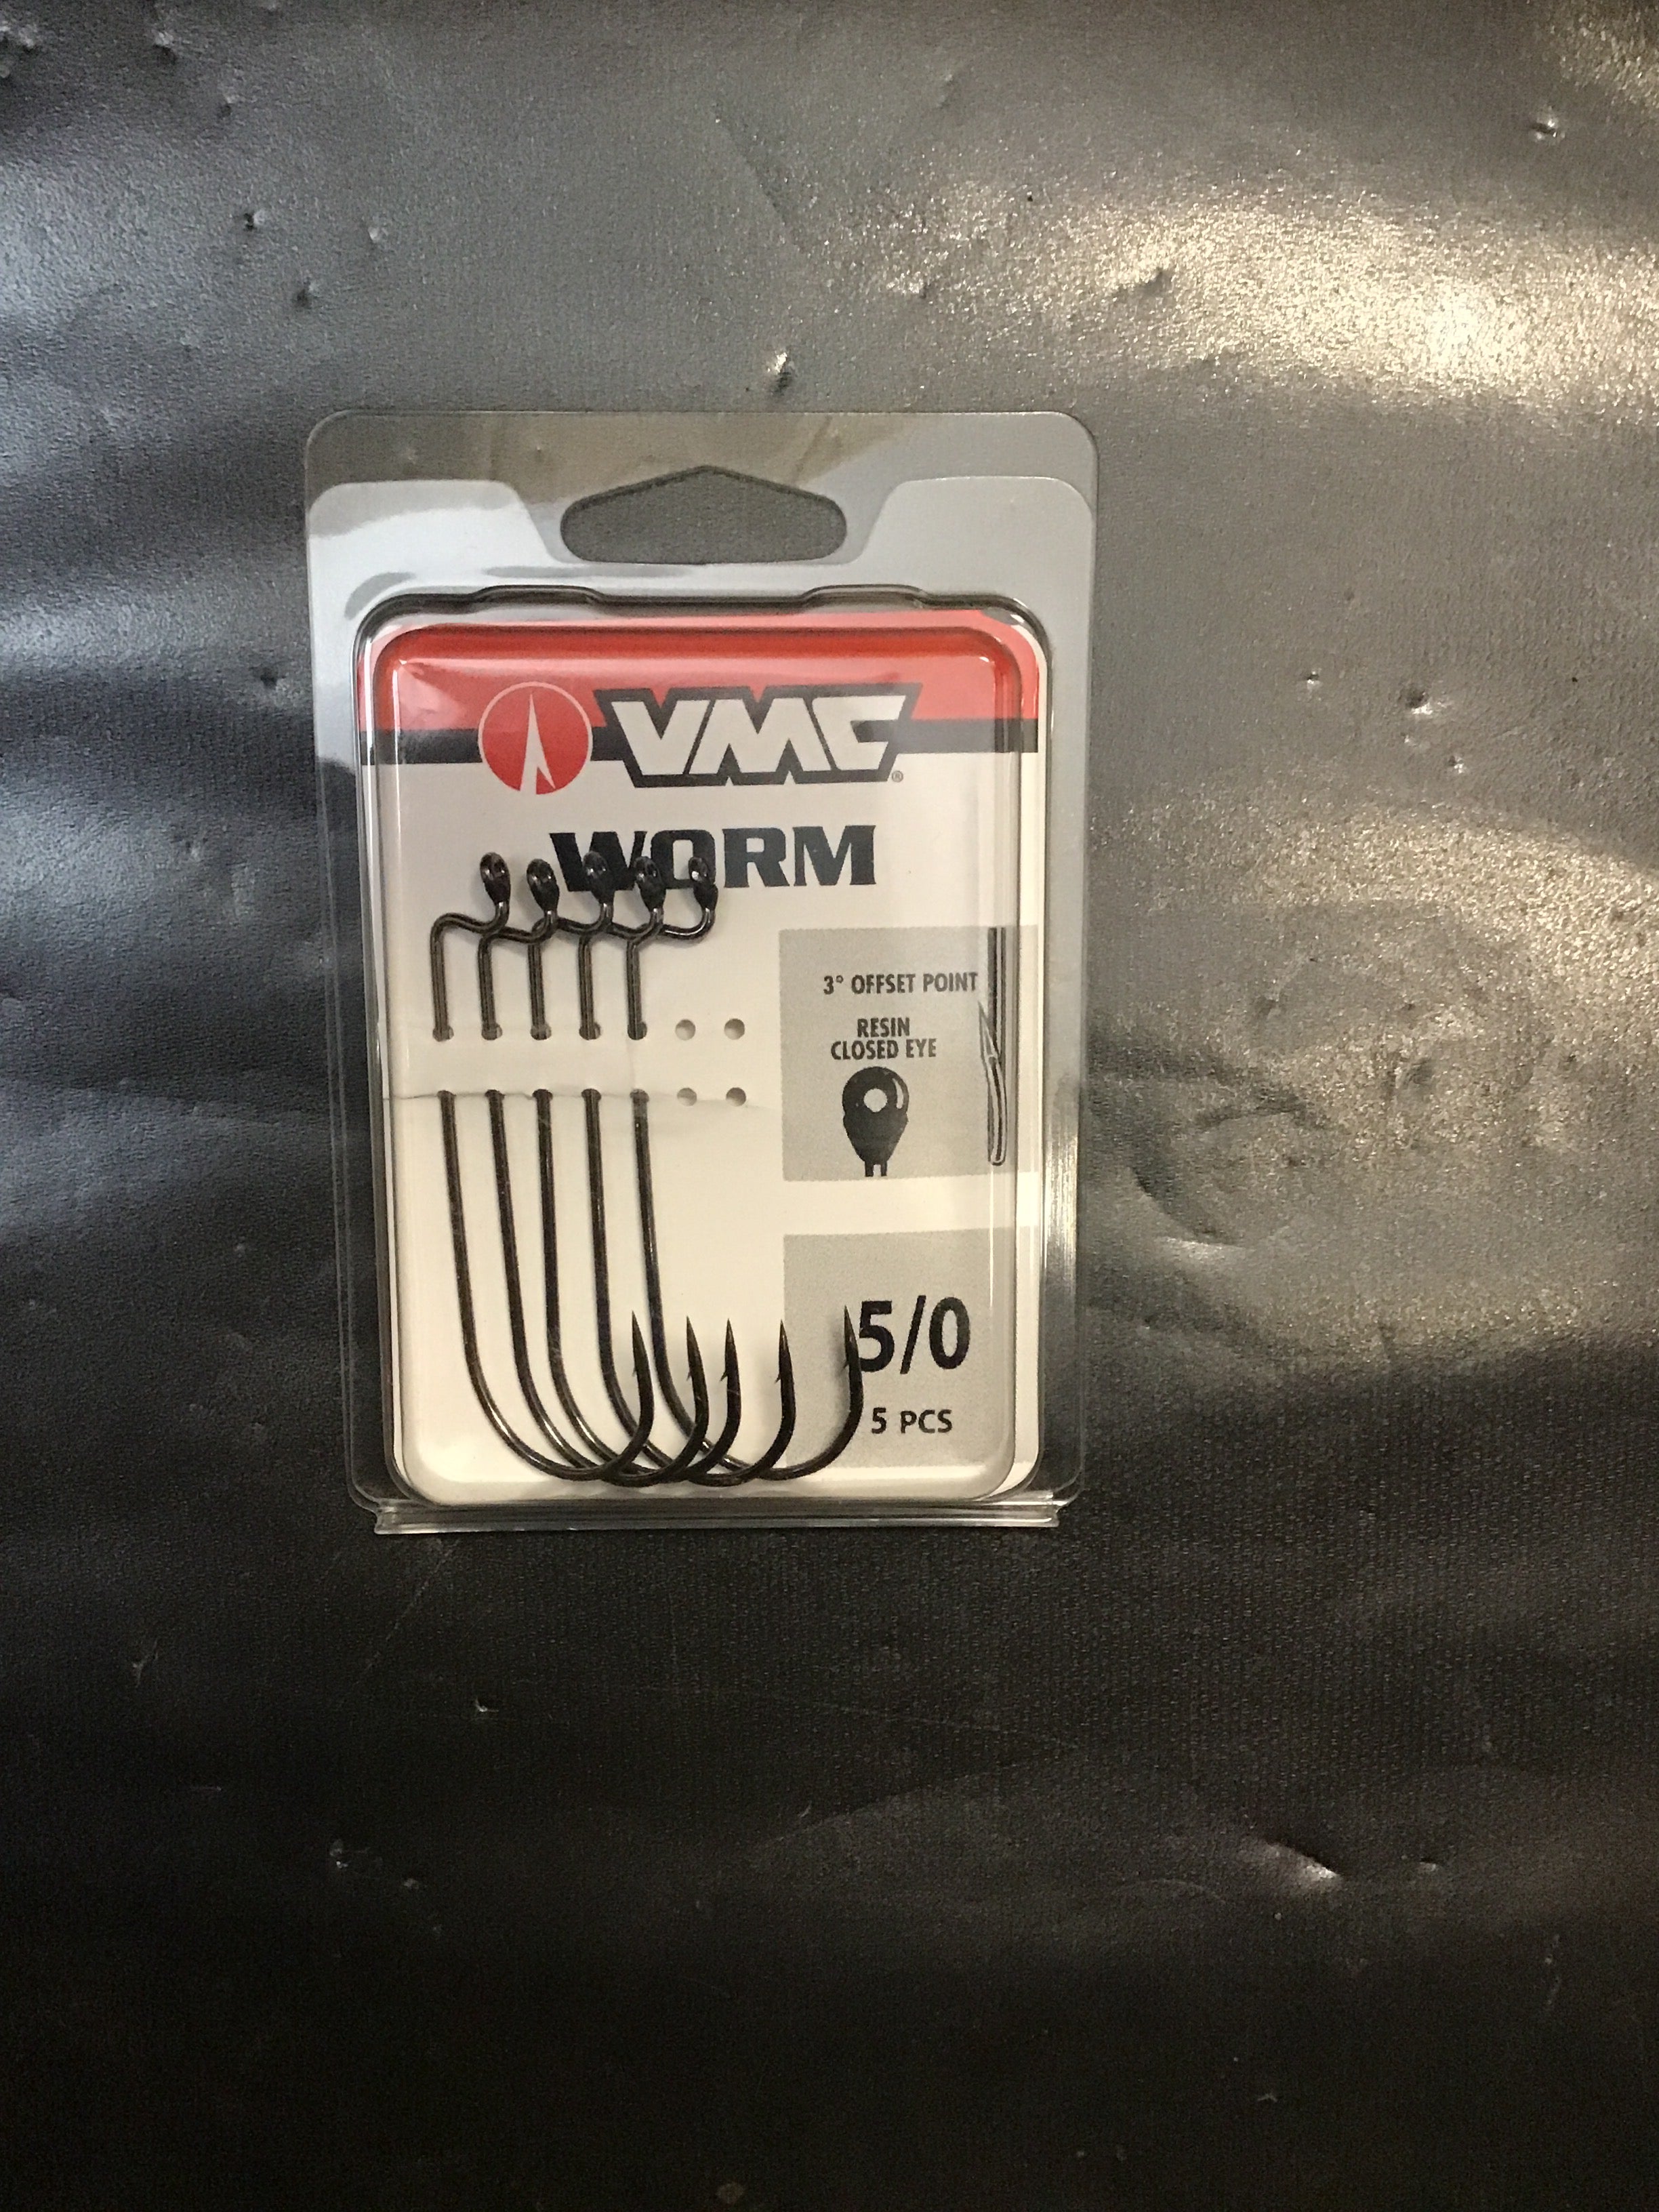 VMC®
WORM
3° OFFSET POINT
RESIN
CLOSED EYE
5/0
5 PCS